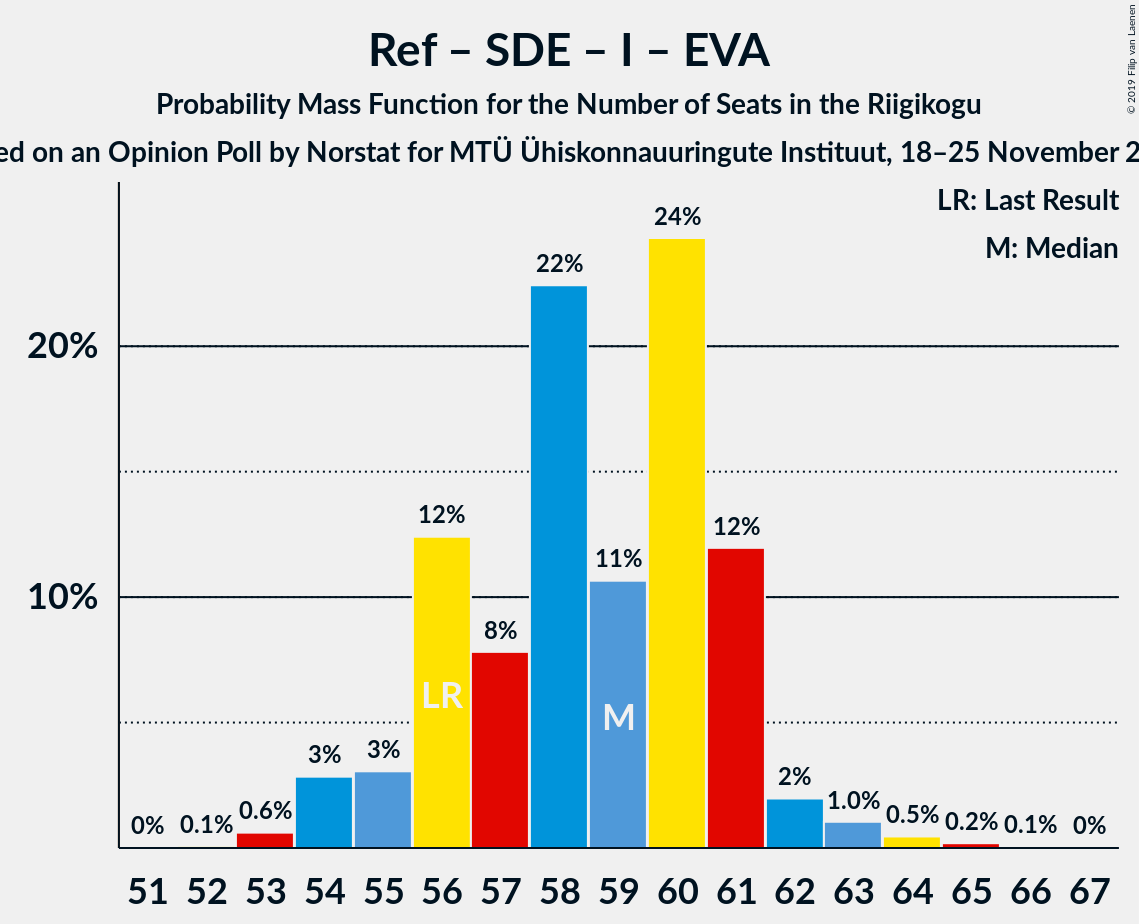 Ref – SDE – I – EVA
Probability Mass Function for the Number of Seats in the Riigikogu
ed on an Opinion Poll by Norstat for MTÜ Ühiskonnauuringute Instituut, 18–25 November 2
© 2019 Filip van Laenen
LR: Last Result
M: Median
24%
22%
20%
12%
12%
11%
10%
8%
LR
M
3%
3%
2%
0%
0.1%
0.6%
1.0%
0.5%
0.2%
0.1%
0%
51 52 53 54 55 56 57 58 59 60 61 62 63 64 65 66 67